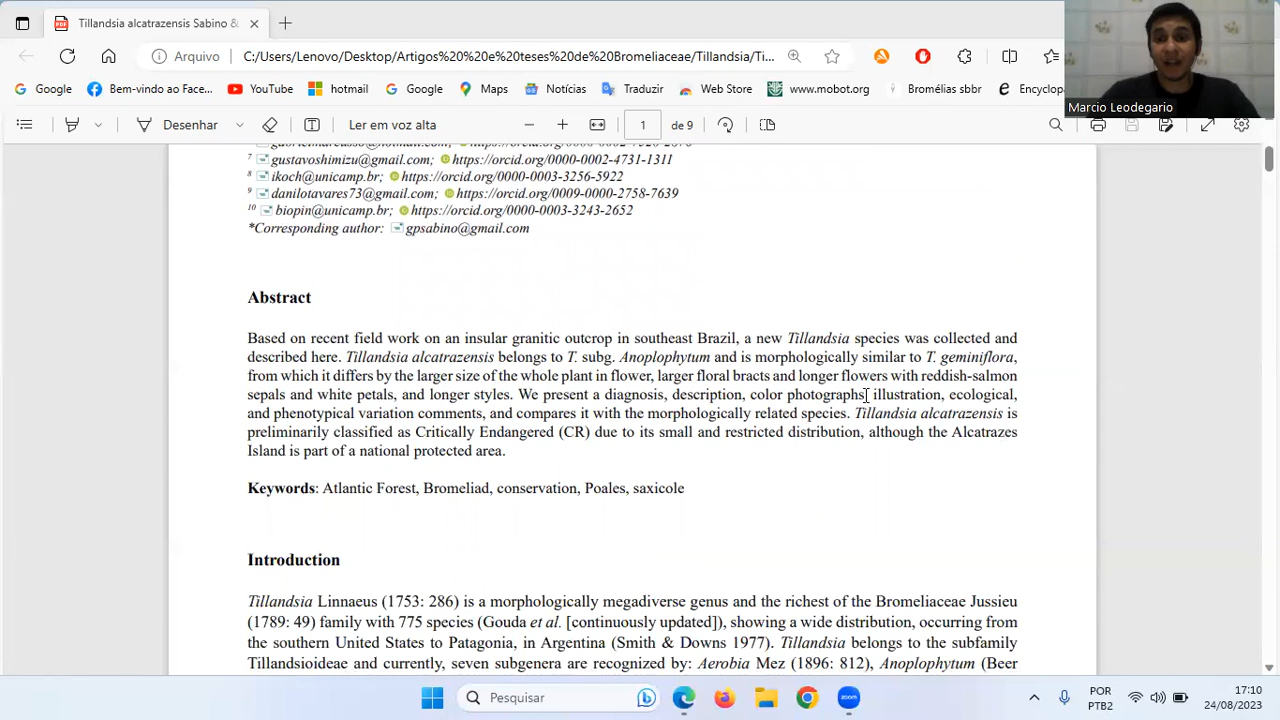 Tillandsia alcatrazensis Sabino &
Arquivo
C:/Users/Lenovo/Desktop/Artigos%20%20e%20teses%20de%20Bromeliaceae/Tillandsia/Ti...
Google
Bem-vindo ao Face...
YouTube
hotmail
Google
Maps
Notícias
Traduzir
Web Store
www.mobot.org
Bromélias sbbr
Encyclop
Marcio Leodegario
Desenhar
Ler em voz alta
1
de 9
7 gustavoshimizu@gmail.com; https://orcid.org/0000-0002-4731-1311
8 ikoch@unicamp.br; https://orcid.org/0000-0003-3256-5922
9 danilotavares73@gmail.com; https://orcid.org/0009-0000-2758-7639
10 biopin@unicamp.br; https://orcid.org/0000-0003-3243-2652
*Corresponding author: gpsabino@gmail.com
Abstract
Based on recent field work on an insular granitic outcrop in southeast Brazil, a new Tillandsia species was collected and
described here. Tillandsia alcatrazensis belongs to T. subg. Anoplophytum and is morphologically similar to T. geminiflora,
from which it differs by the larger size of the whole plant in flower, larger floral bracts and longer flowers with reddish-salmon
sepals and white petals, and longer styles. We present a diagnosis, description, color photographs, illustration, ecological,
and phenotypical variation comments, and compares it with the morphologically related species. Tillandsia alcatrazensis is
preliminarily classified as Critically Endangered (CR) due to its small and restricted distribution, although the Alcatrazes
Island is part of a national protected area.
Keywords: Atlantic Forest, Bromeliad, conservation, Poales, saxicole
Introduction
Tillandsia Linnaeus (1753: 286) is a morphologically megadiverse genus and the richest of the Bromeliaceae Jussieu
(1789: 49) family with 775 species (Gouda et al. [continuously updated]), showing a wide distribution, occurring from
the southern United States to Patagonia, in Argentina (Smith & Downs 1977). Tillandsia belongs to the subfamily
Tillandsioideae and currently, seven subgenera are recognized by: Aerobia Mez (1896: 812), Anoplophytum (Beer
Pesquisar
POR
PTB2
17:10
24/08/2023